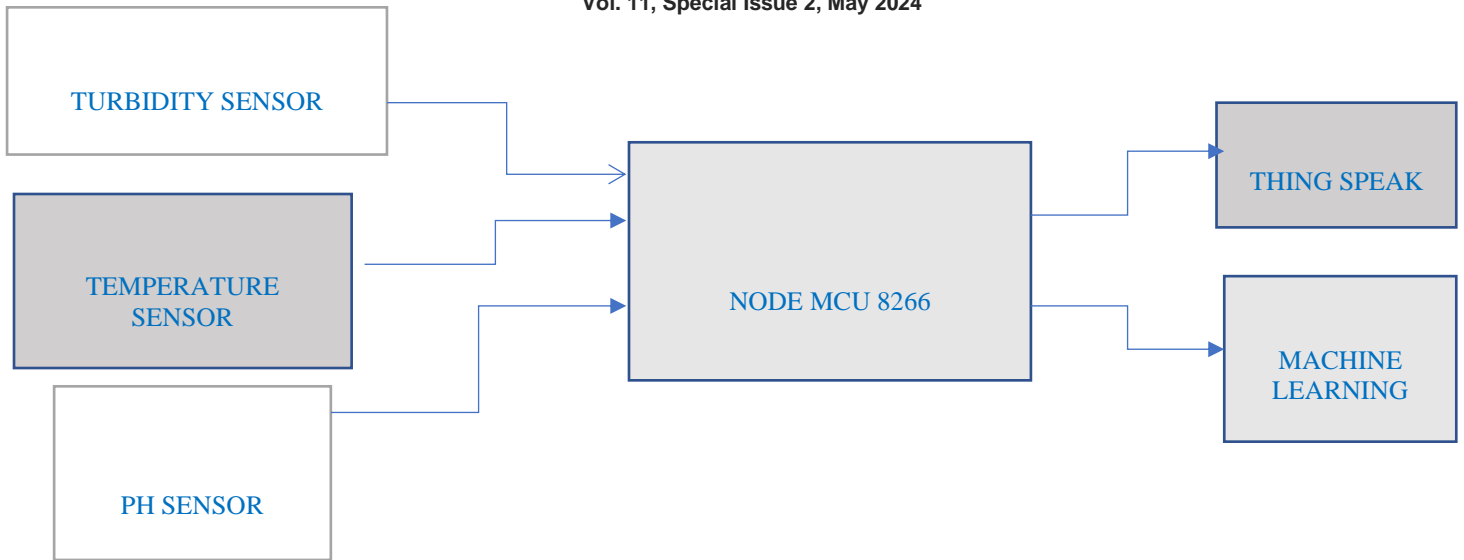 Vol. 11, Special Issue 2, May 2024
TURBIDITY SENSOR
THING SPEAK
TEMPERATURE
SENSOR
NODE MCU 8266
MACHINE
LEARNING
PH SENSOR